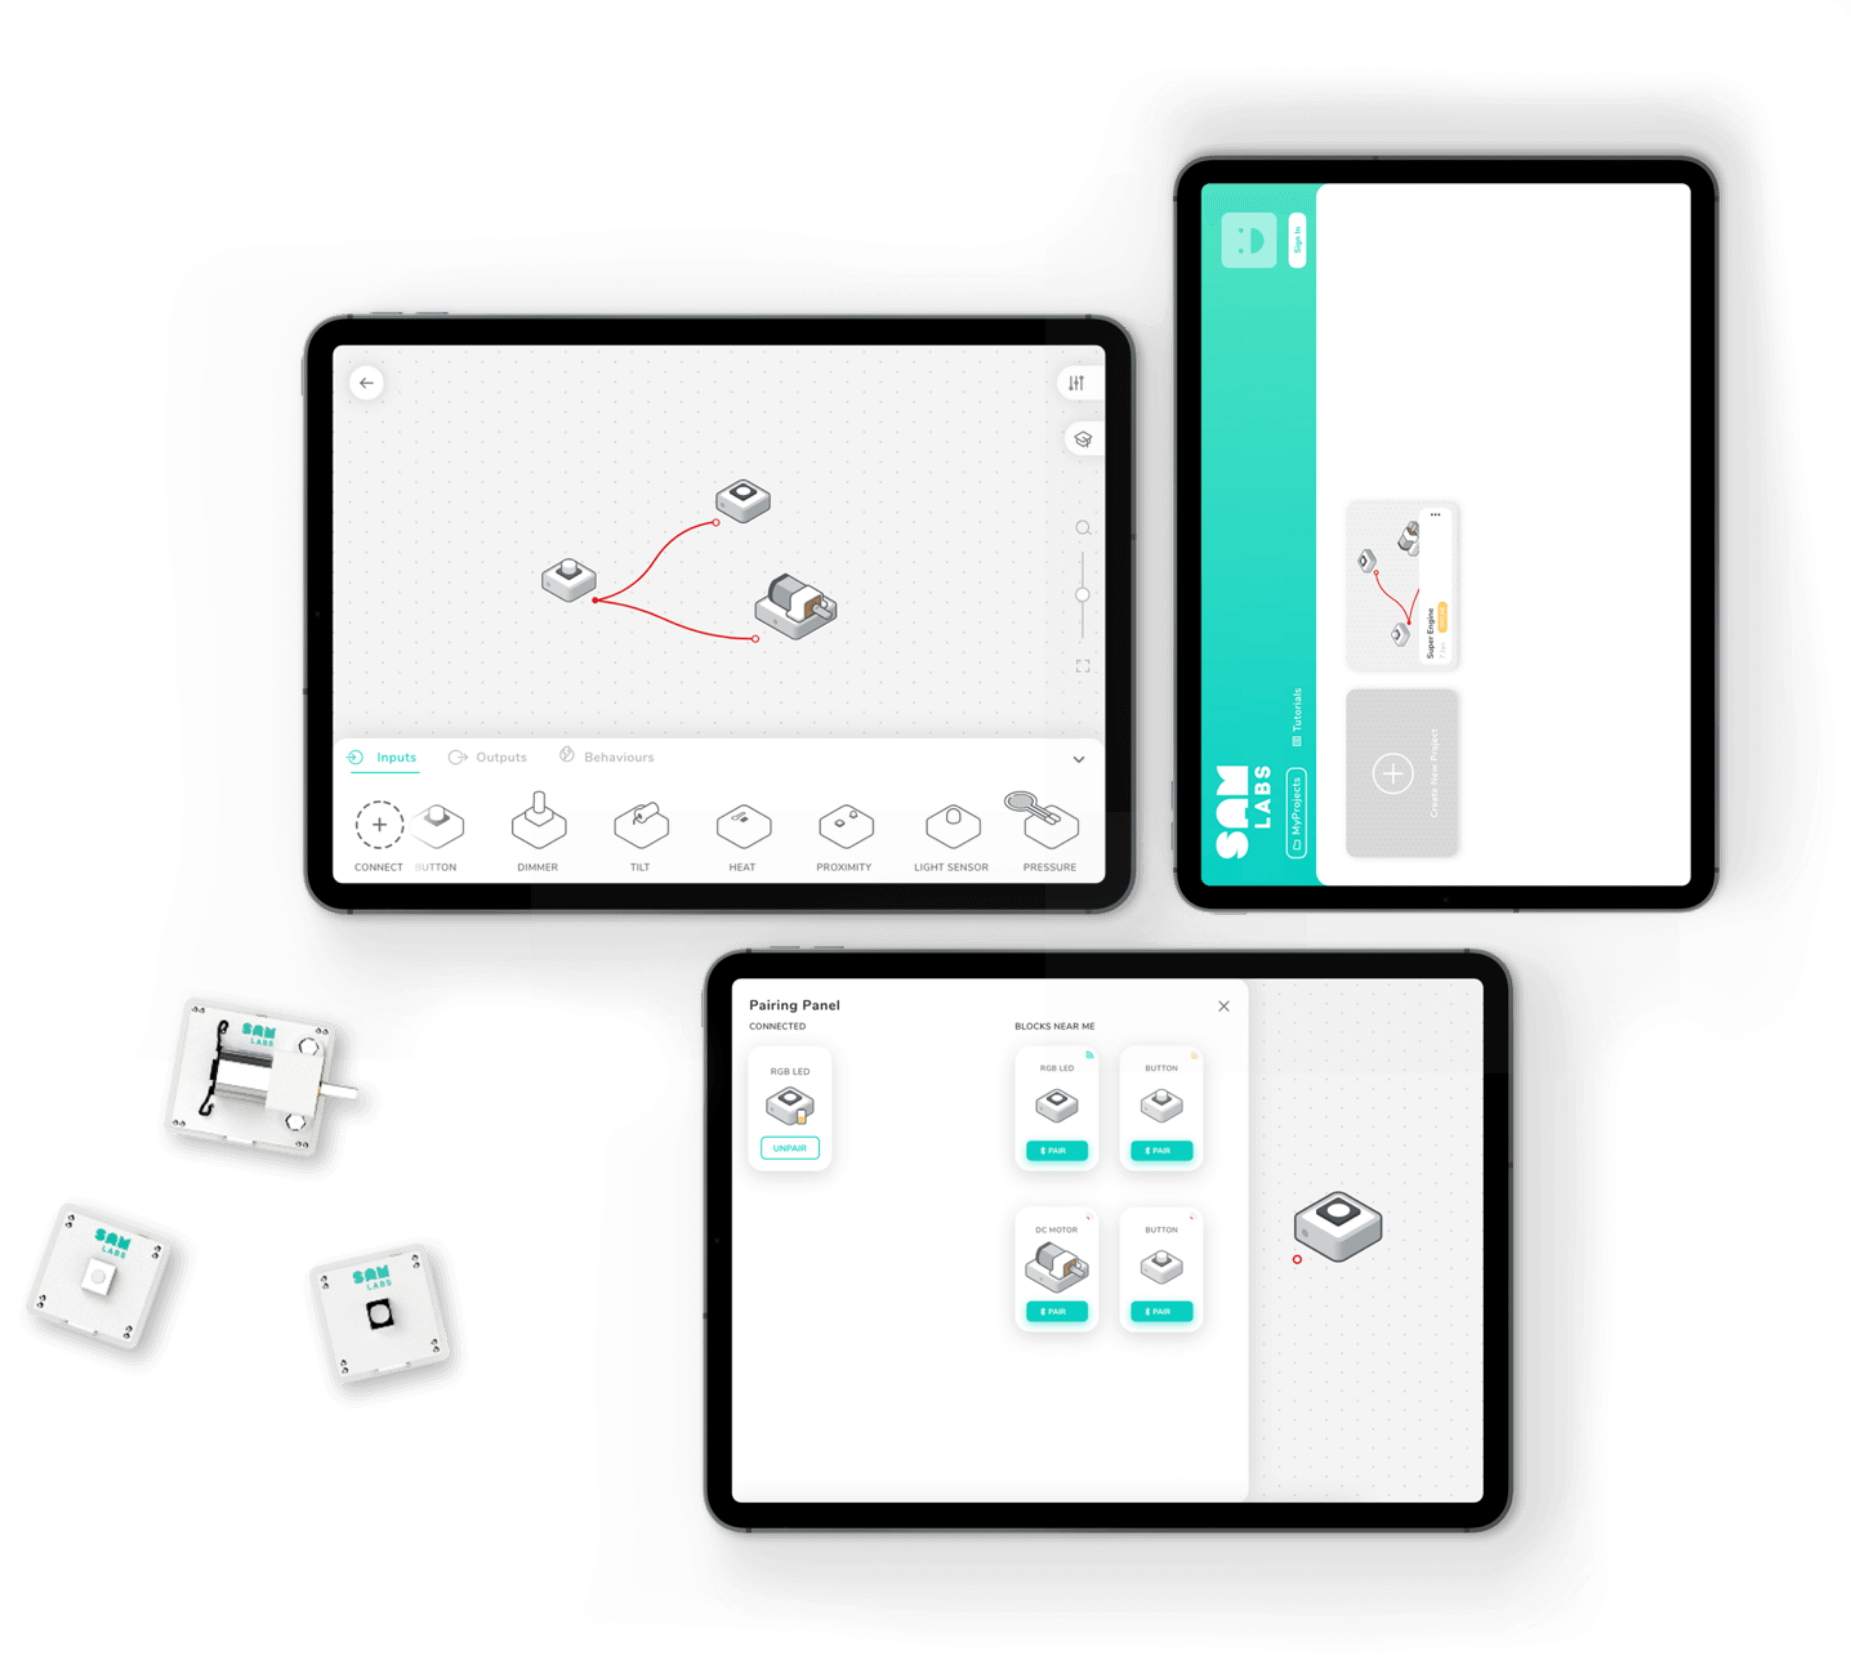 Inputs
Outputs
Behaviours
CONNECT
BUTTON
DIMMER
TILT
HEAT
PROXIMITY
LIGHT SENSOR
PRESSURE
SAM
LABS
Sign In
MyProjects
Tutorials
Create New Project
Super Engine
Pairing Panel
CONNECTED
BLOCKS NEAR ME
RGB LED
UNPAIR
RGB LED
BUTTON
PAIR
PAIR
DC MOTOR
BUTTON
PAIR
PAIR
SAM
LABS
SAM
LABS
SAM
LABS